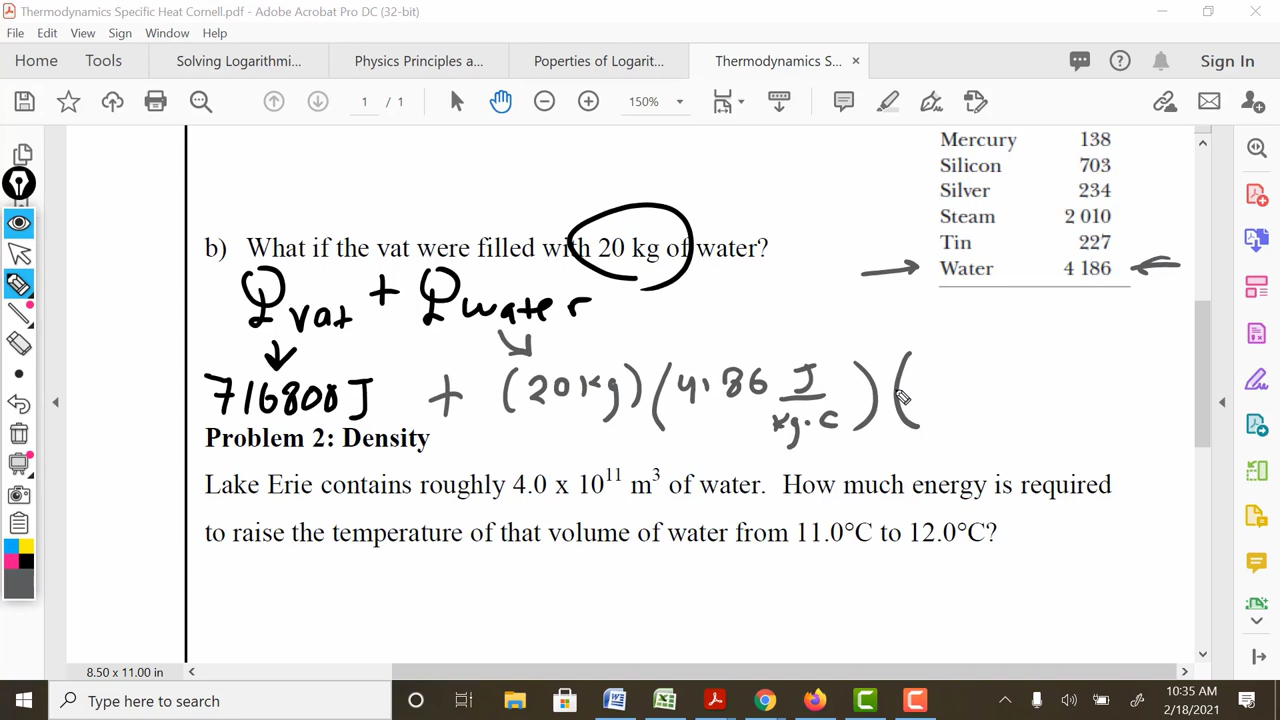 Thermodynamics Specific Heat Cornell.pdf - Adobe Acrobat Pro DC (32-bit)
File Edit View Sign Window Help
Home Tools Solving Logarithmi... Physics Principles a... Poperties of Logarit... Thermodynamics S... × Sign In
1 / 1 150%
Mercury 138
Silicon 703
Silver 234
Steam 2 010
Tin 227
Water 4 186
b) What if the vat were filled with 20 kg of water?
Qvat + Qwater
716800J + (20kg)(4186 J/kg·C)(
Problem 2: Density
Lake Erie contains roughly 4.0 x 10¹¹ m³ of water. How much energy is required
to raise the temperature of that volume of water from 11.0°C to 12.0°C?
8.50 x 11.00 in
Type here to search
10:35 AM
2/18/2021